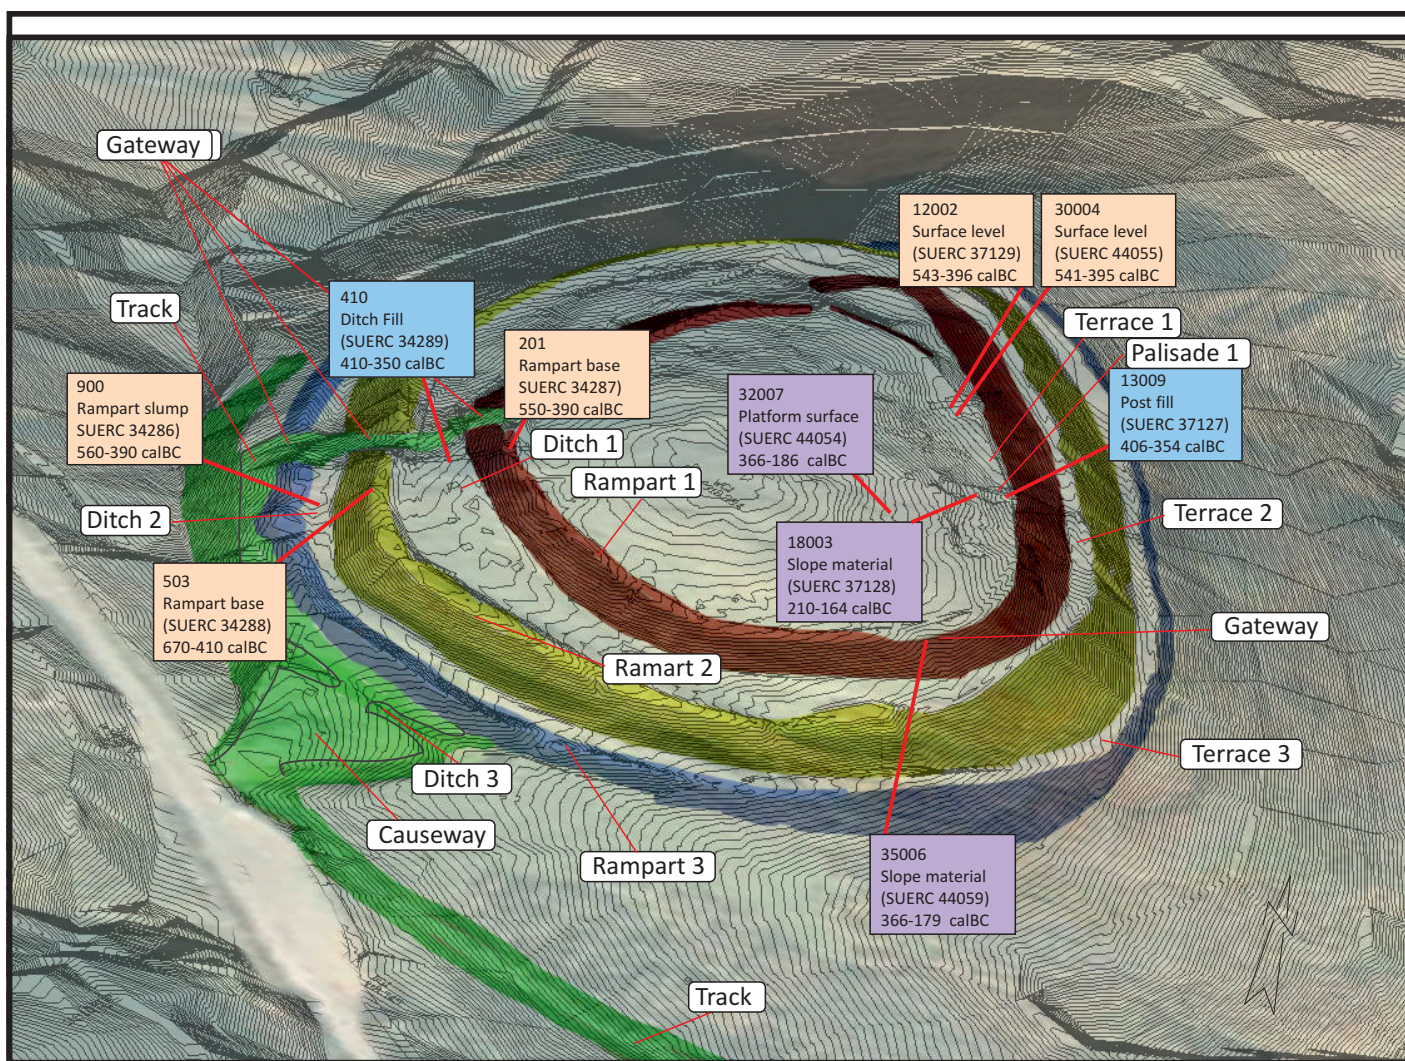 Gateway
12002
Surface level
(SUERC 37129)
543-396 calBC
30004
Surface level
(SUERC 44055)
541-395 calBC
Track
410
Ditch Fill
(SUERC 34289)
410-350 calBC
201
Rampart base
SUERC 34287)
550-390 calBC
Terrace 1
Palisade 1
900
Rampart slump
SUERC 34286)
560-390 calBC
32007
Platform surface
(SUERC 44054)
366-186 calBC
13009
Post fill
(SUERC 37127)
406-354 calBC
Ditch 1
Rampart 1
Ditch 2
Terrace 2
18003
Slope material
(SUERC 37128)
210-164 calBC
503
Rampart base
(SUERC 34288)
670-410 calBC
Gateway
Ramart 2
Terrace 3
Ditch 3
Causeway
Rampart 3
35006
Slope material
(SUERC 44059)
366-179 calBC
Track